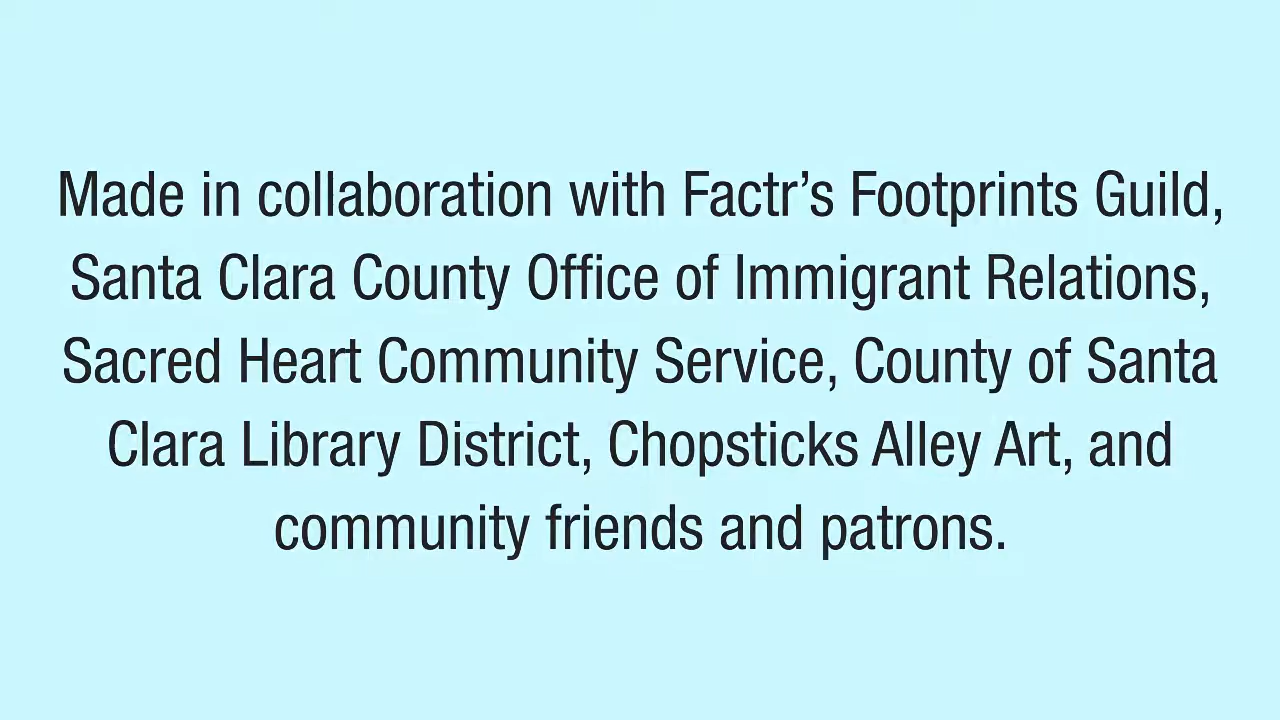 Made in collaboration with Factr’s Footprints Guild,
Santa Clara County Office of Immigrant Relations,
Sacred Heart Community Service, County of Santa
Clara Library District, Chopsticks Alley Art, and
community friends and patrons.